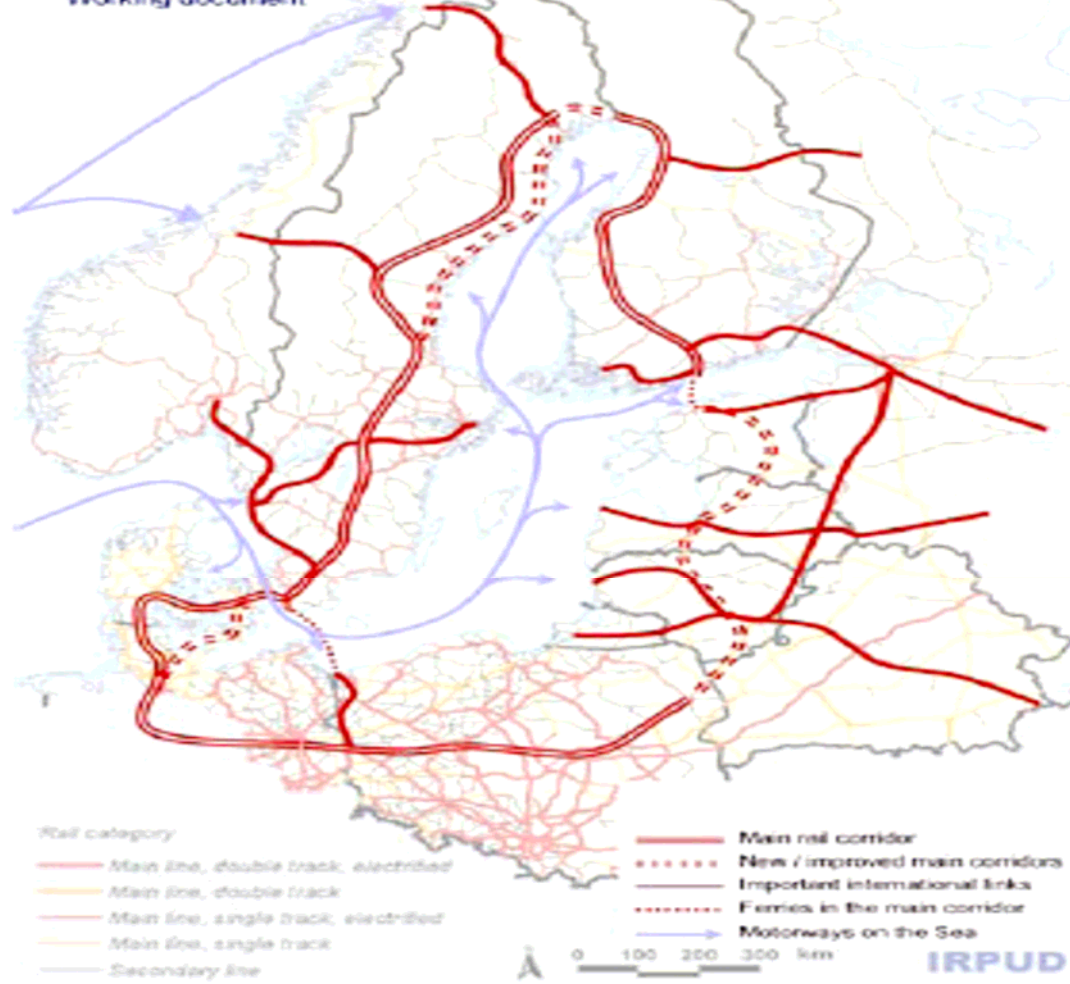 Working document
Rail category
Main line, double track, electrified
Main line, double track
Main line, single track, electrified
Main line, single track
Secondary line
Main rail corridor
New / improved main corridors
Important international links
Ferries in the main corridor
Motorways on the Sea
0 100 200 300 km
IRPUD